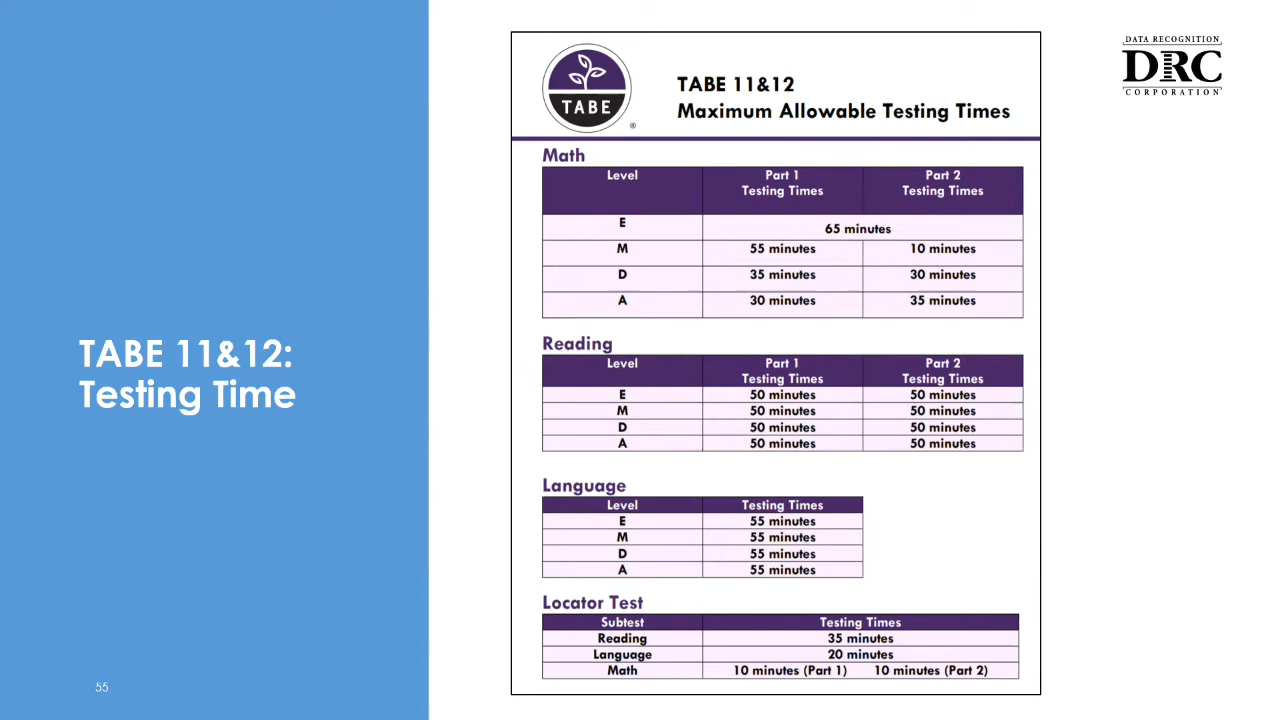 TABE 11&12:
Testing Time
55
TABE
®
TABE 11&12
Maximum Allowable Testing Times
DATA RECOGNITION
DRC
CORPORATION
Math
Level Part 1 Testing Times Part 2 Testing Times
E 65 minutes
M 55 minutes 10 minutes
D 35 minutes 30 minutes
A 30 minutes 35 minutes
Reading
Level Part 1 Testing Times Part 2 Testing Times
E 50 minutes 50 minutes
M 50 minutes 50 minutes
D 50 minutes 50 minutes
A 50 minutes 50 minutes
Language
Level Testing Times
E 55 minutes
M 55 minutes
D 55 minutes
A 55 minutes
Locator Test
Subtest Testing Times
Reading 35 minutes
Language 20 minutes
Math 10 minutes (Part 1) 10 minutes (Part 2)